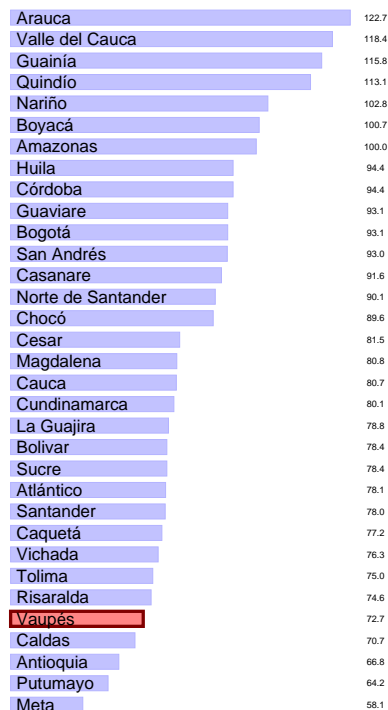 Arauca 122.7
Valle del Cauca 118.4
Guainía 115.8
Quindío 113.1
Nariño 102.8
Boyacá 100.7
Amazonas 100.0
Huila 94.4
Córdoba 94.4
Guaviare 93.1
Bogotá 93.1
San Andrés 93.0
Casanare 91.6
Norte de Santander 90.1
Chocó 89.6
Cesar 81.5
Magdalena 80.8
Cauca 80.7
Cundinamarca 80.1
La Guajira 78.8
Bolivar 78.4
Sucre 78.4
Atlántico 78.1
Santander 78.0
Caquetá 77.2
Vichada 76.3
Tolima 75.0
Risaralda 74.6
Vaupés 72.7
Caldas 70.7
Antioquia 66.8
Putumayo 64.2
Meta 58.1